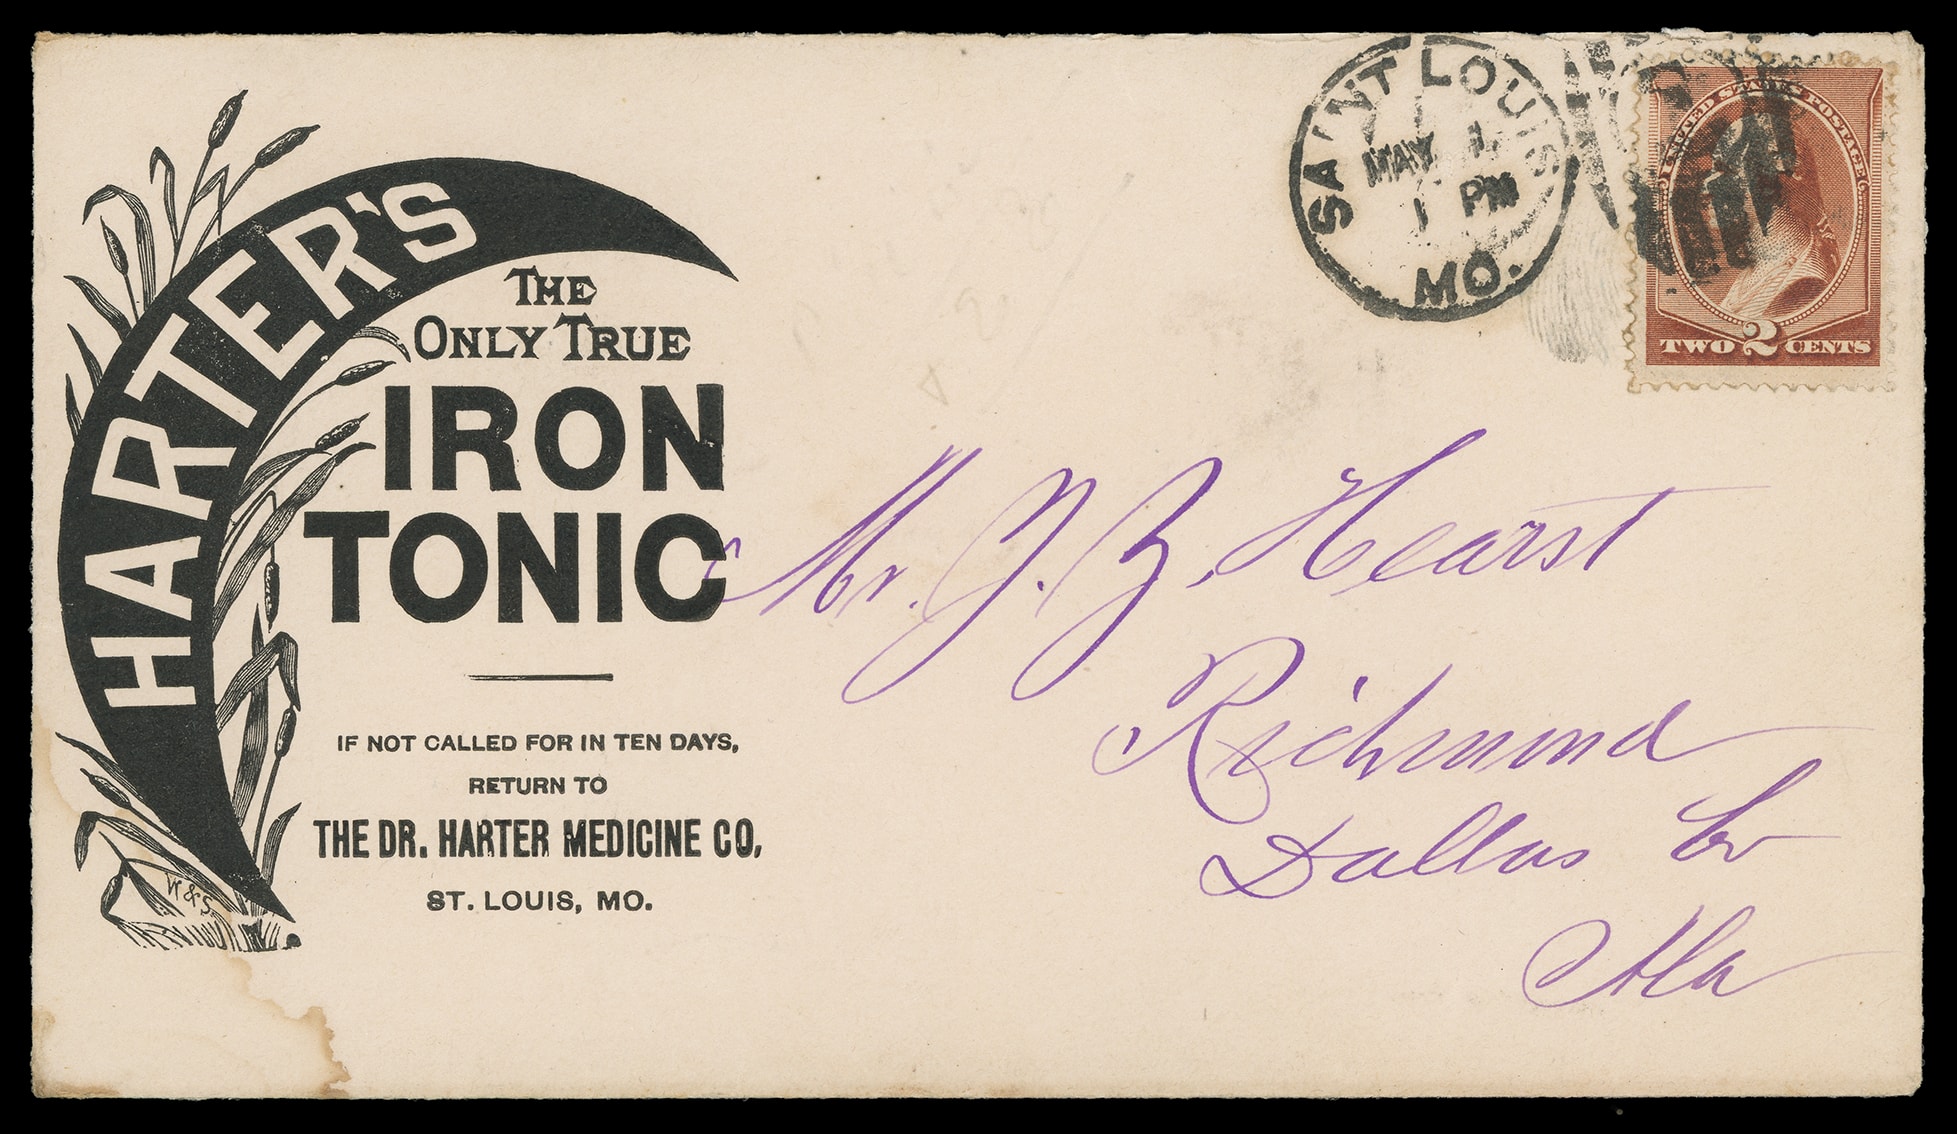 HARTER'S
THE
ONLY TRUE
IRON
TONIC
IF NOT CALLED FOR IN TEN DAYS,
RETURN TO
THE DR. HARTER MEDICINE CO,
ST. LOUIS, MO.
W&S.
SAINT LOUIS
MAY 1
1 PM
MO.
UNITED STATES POSTAGE
TWO 2 CENTS
Mr. J. Z. Hearst
Richmond
Dallas Co
Ala